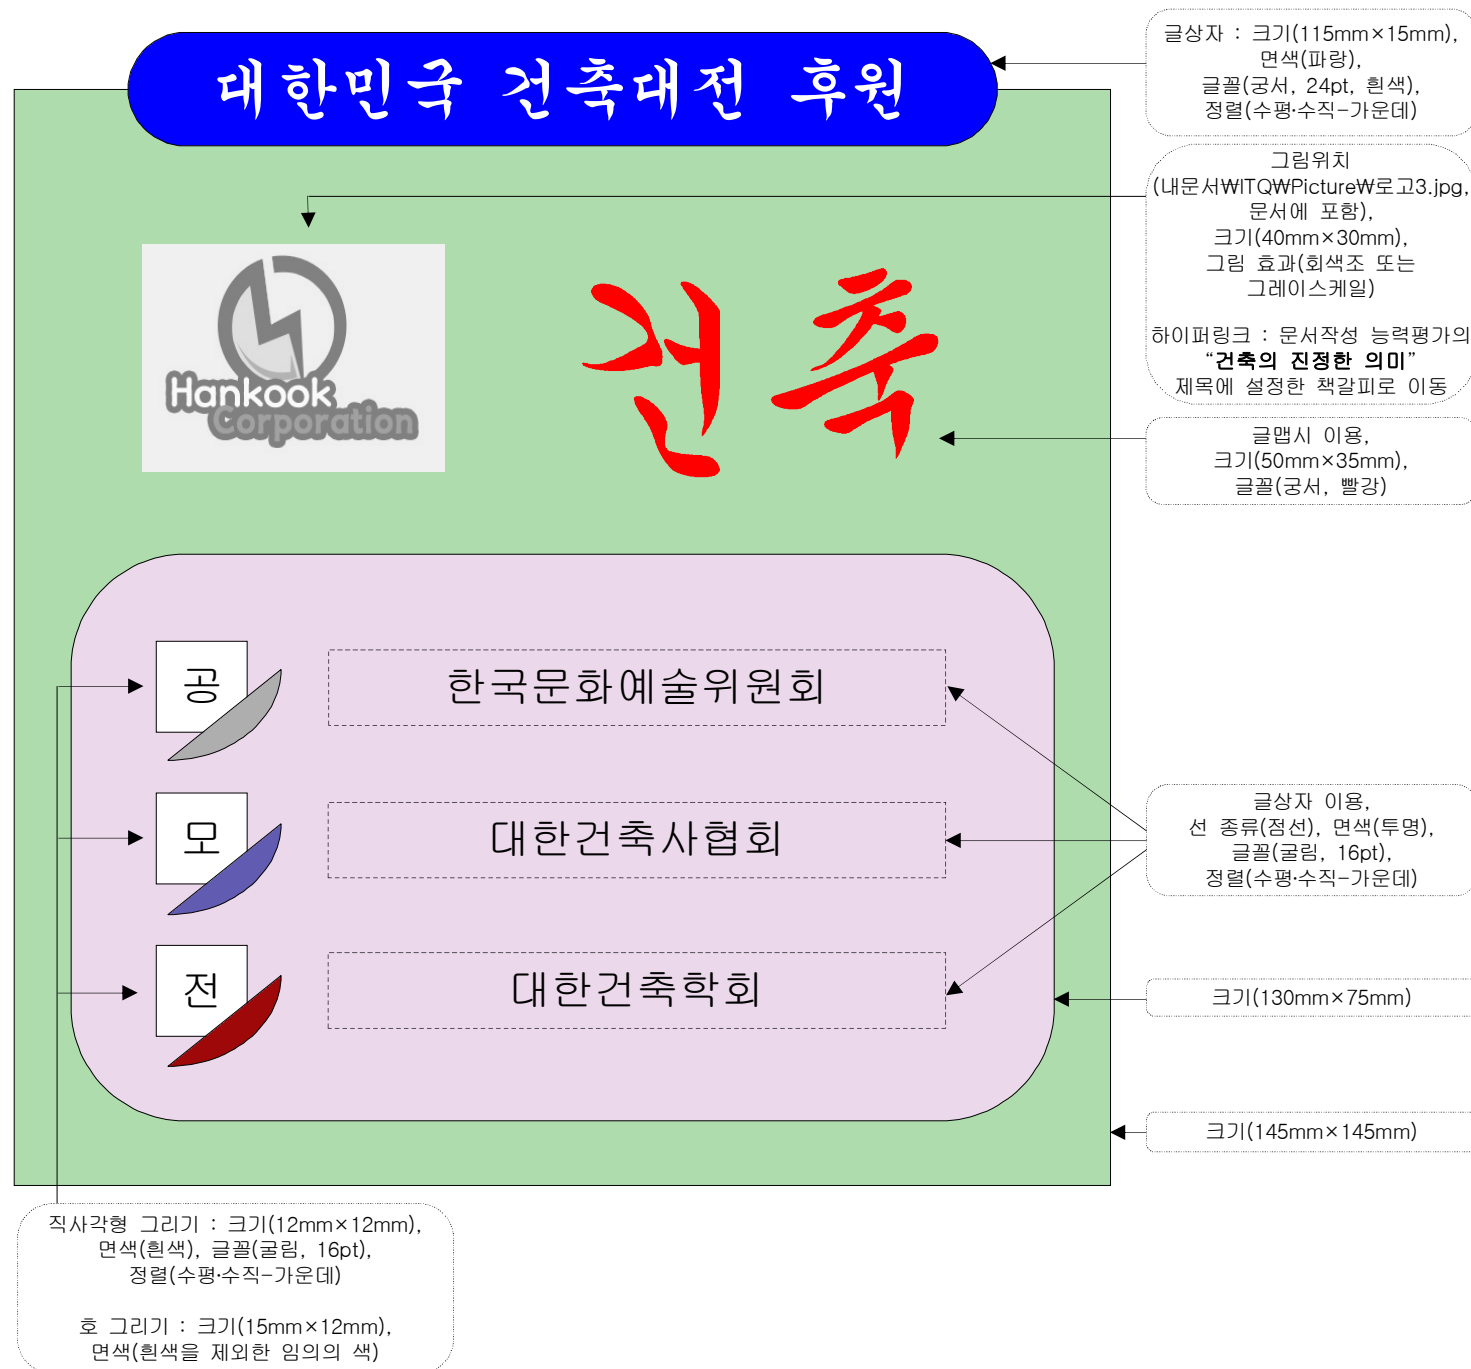 대한민국 건축대전 후원
글상자 : 크기(115mm×15mm),
면색(파랑),
글꼴(궁서, 24pt, 흰색),
정렬(수평·수직-가운데)
그림위치
(내문서₩ITQ₩Picture₩로고3.jpg,
문서에 포함),
크기(40mm×30mm),
그림 효과(회색조 또는
그레이스케일)
하이퍼링크 : 문서작성 능력평가의
“건축의 진정한 의미”
제목에 설정한 책갈피로 이동
Hankook
Corporation
건축
글맵시 이용,
크기(50mm×35mm),
글꼴(궁서, 빨강)
공
한국문화예술위원회
모
대한건축사협회
전
대한건축학회
글상자 이용,
선 종류(점선), 면색(투명),
글꼴(굴림, 16pt),
정렬(수평·수직-가운데)
크기(130mm×75mm)
크기(145mm×145mm)
직사각형 그리기 : 크기(12mm×12mm),
면색(흰색), 글꼴(굴림, 16pt),
정렬(수평·수직-가운데)
호 그리기 : 크기(15mm×12mm),
면색(흰색을 제외한 임의의 색)